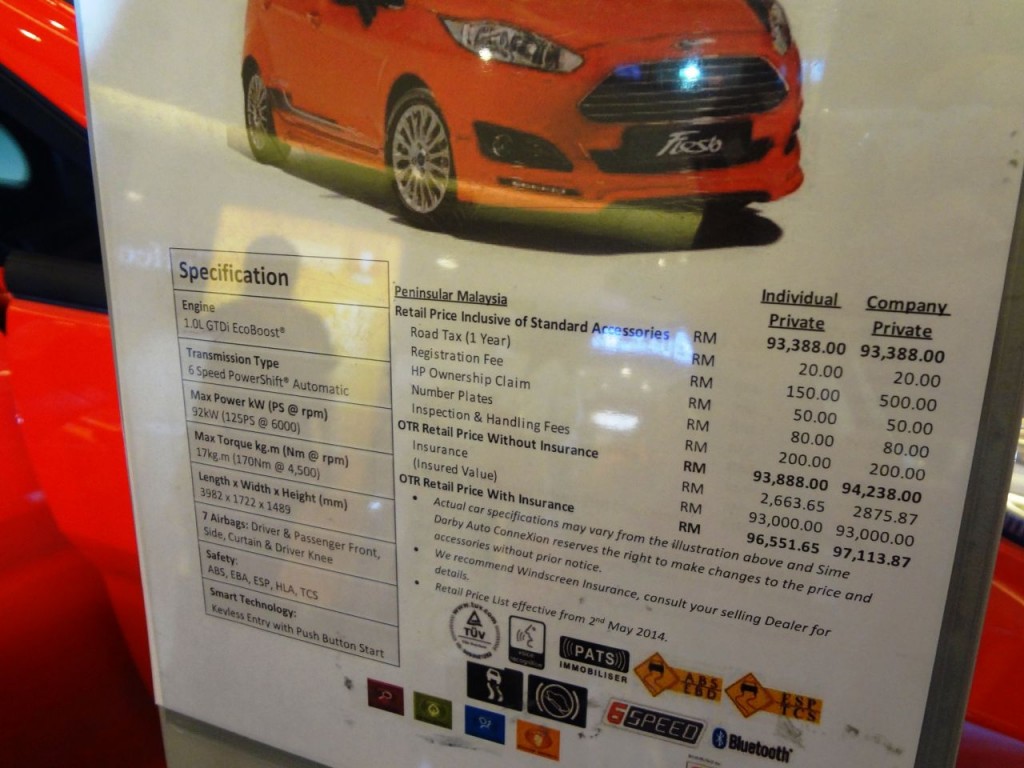 Fiesta
Specification
Engine
1.0L GTDi EcoBoost®
Transmission Type
6 Speed PowerShift® Automatic
Max Power kW (PS @ rpm)
92kW (125PS @ 6000)
Max Torque kg.m (Nm @ rpm)
17kg.m (170Nm @ 4,500)
Length x Width x Height (mm)
3982 x 1722 x 1489
7 Airbags: Driver & Passenger Front,
Side, Curtain & Driver Knee
Safety:
ABS, EBA, ESP, HLA, TCS
Smart Technology:
Keyless Entry with Push Button Start
Peninsular Malaysia Individual Company
Private Private
Retail Price Inclusive of Standard Accessories RM 93,388.00 93,388.00
Road Tax (1 Year) RM 20.00 20.00
Registration Fee RM 150.00 500.00
HP Ownership Claim RM 50.00 50.00
Number Plates RM 80.00 80.00
Inspection & Handling Fees RM 200.00 200.00
OTR Retail Price Without Insurance RM 93,888.00 94,238.00
Insurance RM 2,663.65 2875.87
(Insured Value) RM 93,000.00 93,000.00
OTR Retail Price With Insurance RM 96,551.65 97,113.87
• Actual car specifications may vary from the illustration above and Sime
Darby Auto ConneXion reserves the right to make changes to the price and
accessories without prior notice.
• We recommend Windscreen Insurance, consult your selling Dealer for
details.
• Retail Price List effective from 2nd May 2014.
TÜV
PATS
IMMOBILISER
ABS
EBD
ESP
TCS
6SPEED
Bluetooth